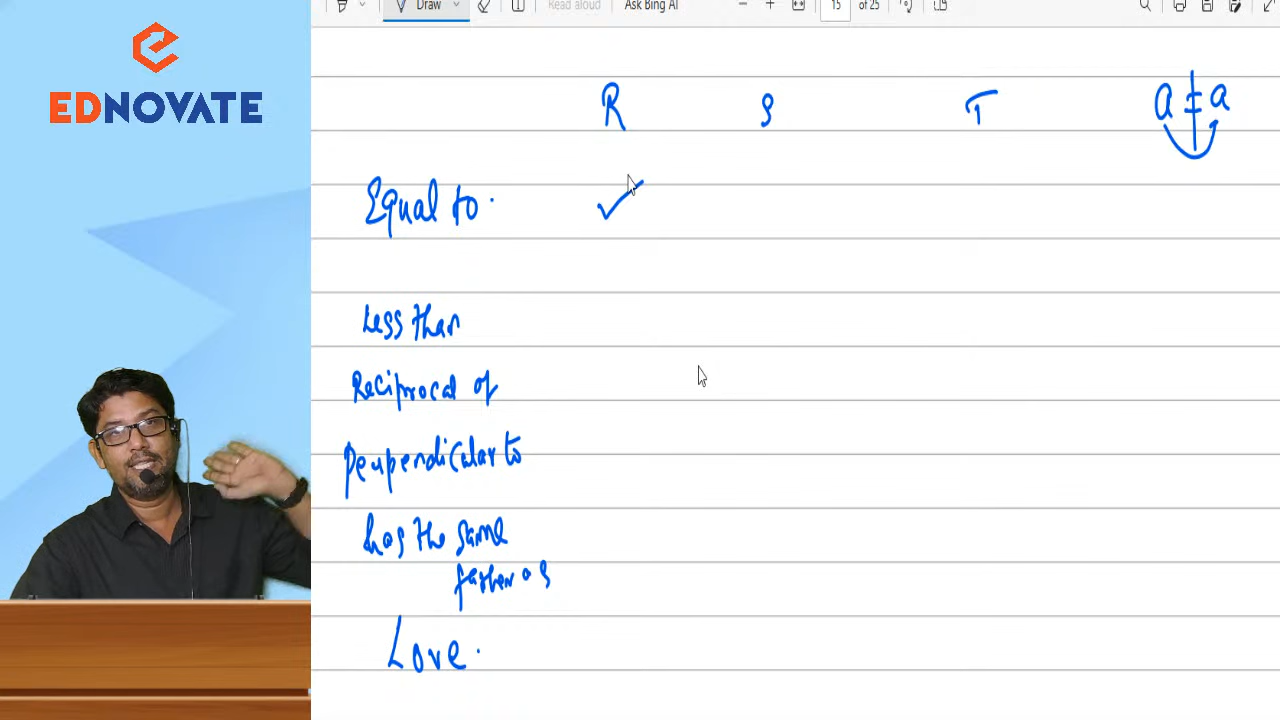 Draw
Read aloud
Ask Bing AI
15
of 25
EDNOVATE
R S T a = a
Equal to.
Less than
Reciprocal of
Perpendicular to
has the same
father as
Love.